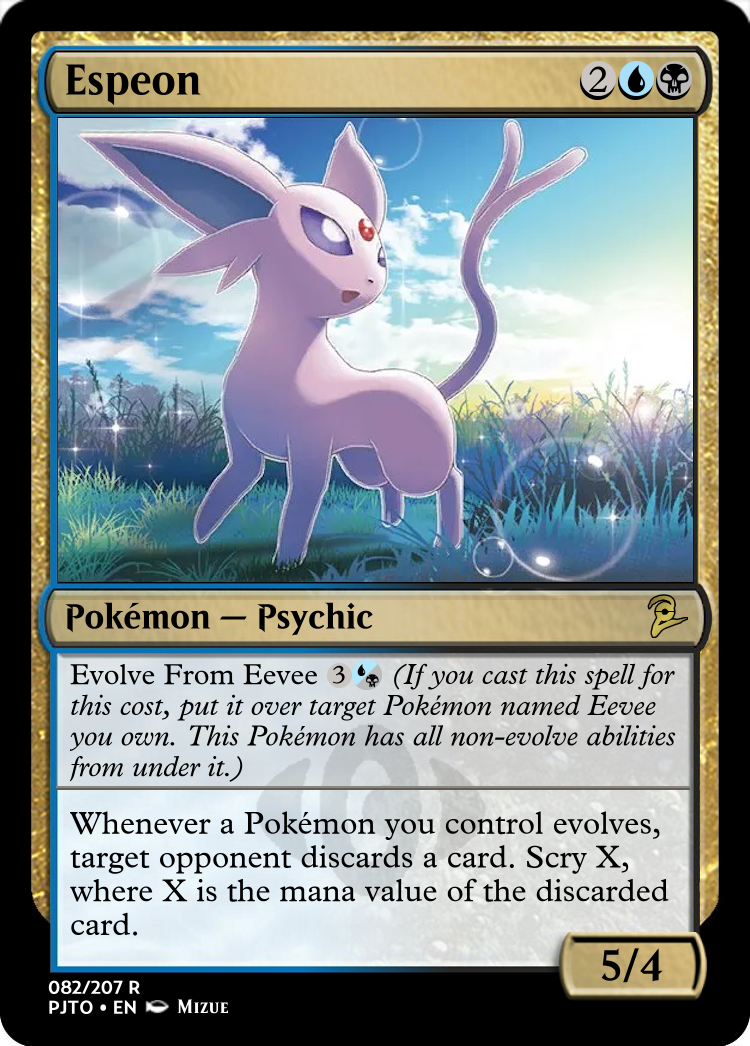 Espeon 2
Pokémon — Psychic
Evolve From Eevee 3 (If you cast this spell for
this cost, put it over target Pokémon named Eevee
you own. This Pokémon has all non-evolve abilities
from under it.)
Whenever a Pokémon you control evolves,
target opponent discards a card. Scry X,
where X is the mana value of the discarded
card.
5/4
082/207 R
PJTO • EN Mizue